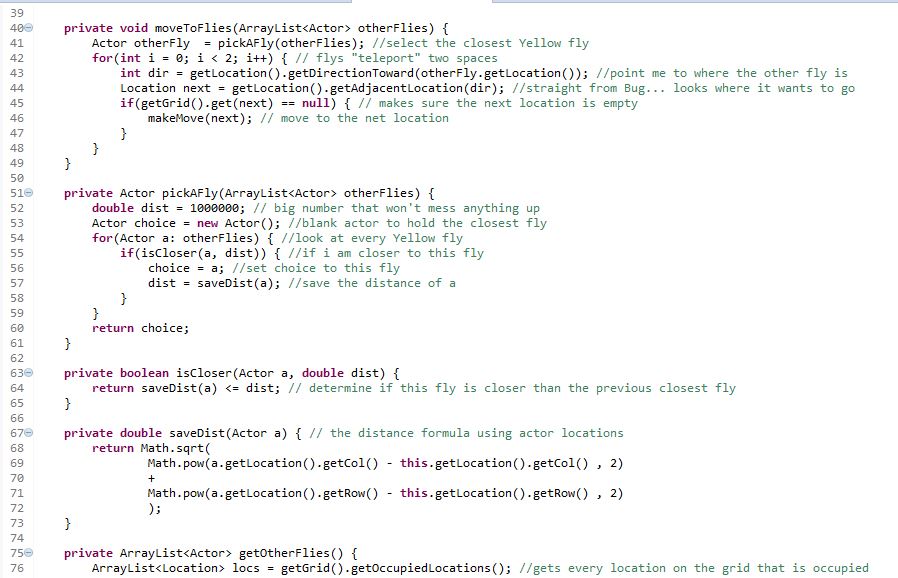 39
40 private void moveToFlies(ArrayList<Actor> otherFlies) {
41 Actor otherFly  = pickAFly(otherFlies); //select the closest Yellow fly
42 for(int i = 0; i < 2; i++) { // flys "teleport" two spaces
43 int dir = getLocation().getDirectionToward(otherFly.getLocation()); //point me to where the other fly is
44 Location next = getLocation().getAdjacentLocation(dir); //straight from Bug... looks where it wants to go
45 if(getGrid().get(next) == null) { // makes sure the next location is empty
46 makeMove(next); // move to the net location
47 }
48 }
49 }
50
51 private Actor pickAFly(ArrayList<Actor> otherFlies) {
52 double dist = 1000000; // big number that won't mess anything up
53 Actor choice = new Actor(); //blank actor to hold the closest fly
54 for(Actor a: otherFlies) { //look at every Yellow fly
55 if(isCloser(a, dist)) { //if i am closer to this fly
56 choice = a; //set choice to this fly
57 dist = saveDist(a); //save the distance of a
58 }
59 }
60 return choice;
61 }
62
63 private boolean isCloser(Actor a, double dist) {
64 return saveDist(a) <= dist; // determine if this fly is closer than the previous closest fly
65 }
66
67 private double saveDist(Actor a) { // the distance formula using actor locations
68 return Math.sqrt(
69 Math.pow(a.getLocation().getCol() - this.getLocation().getCol() , 2)
70 +
71 Math.pow(a.getLocation().getRow() - this.getLocation().getRow() , 2)
72 );
73 }
74
75 private ArrayList<Actor> getOtherFlies() {
76 ArrayList<Location> locs = getGrid().getOccupiedLocations(); //gets every location on the grid that is occupied